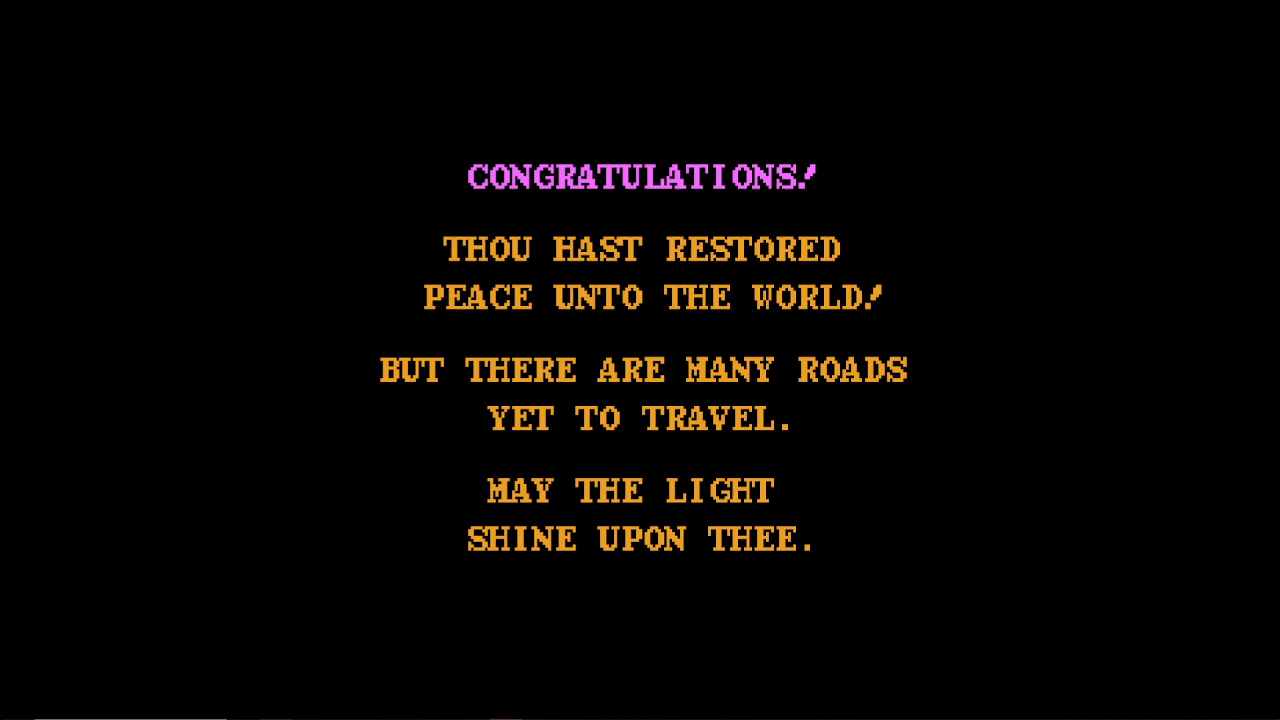 CONGRATULATIONS!
THOU HAST RESTORED
PEACE UNTO THE WORLD!
BUT THERE ARE MANY ROADS
YET TO TRAVEL.
MAY THE LIGHT
SHINE UPON THEE.